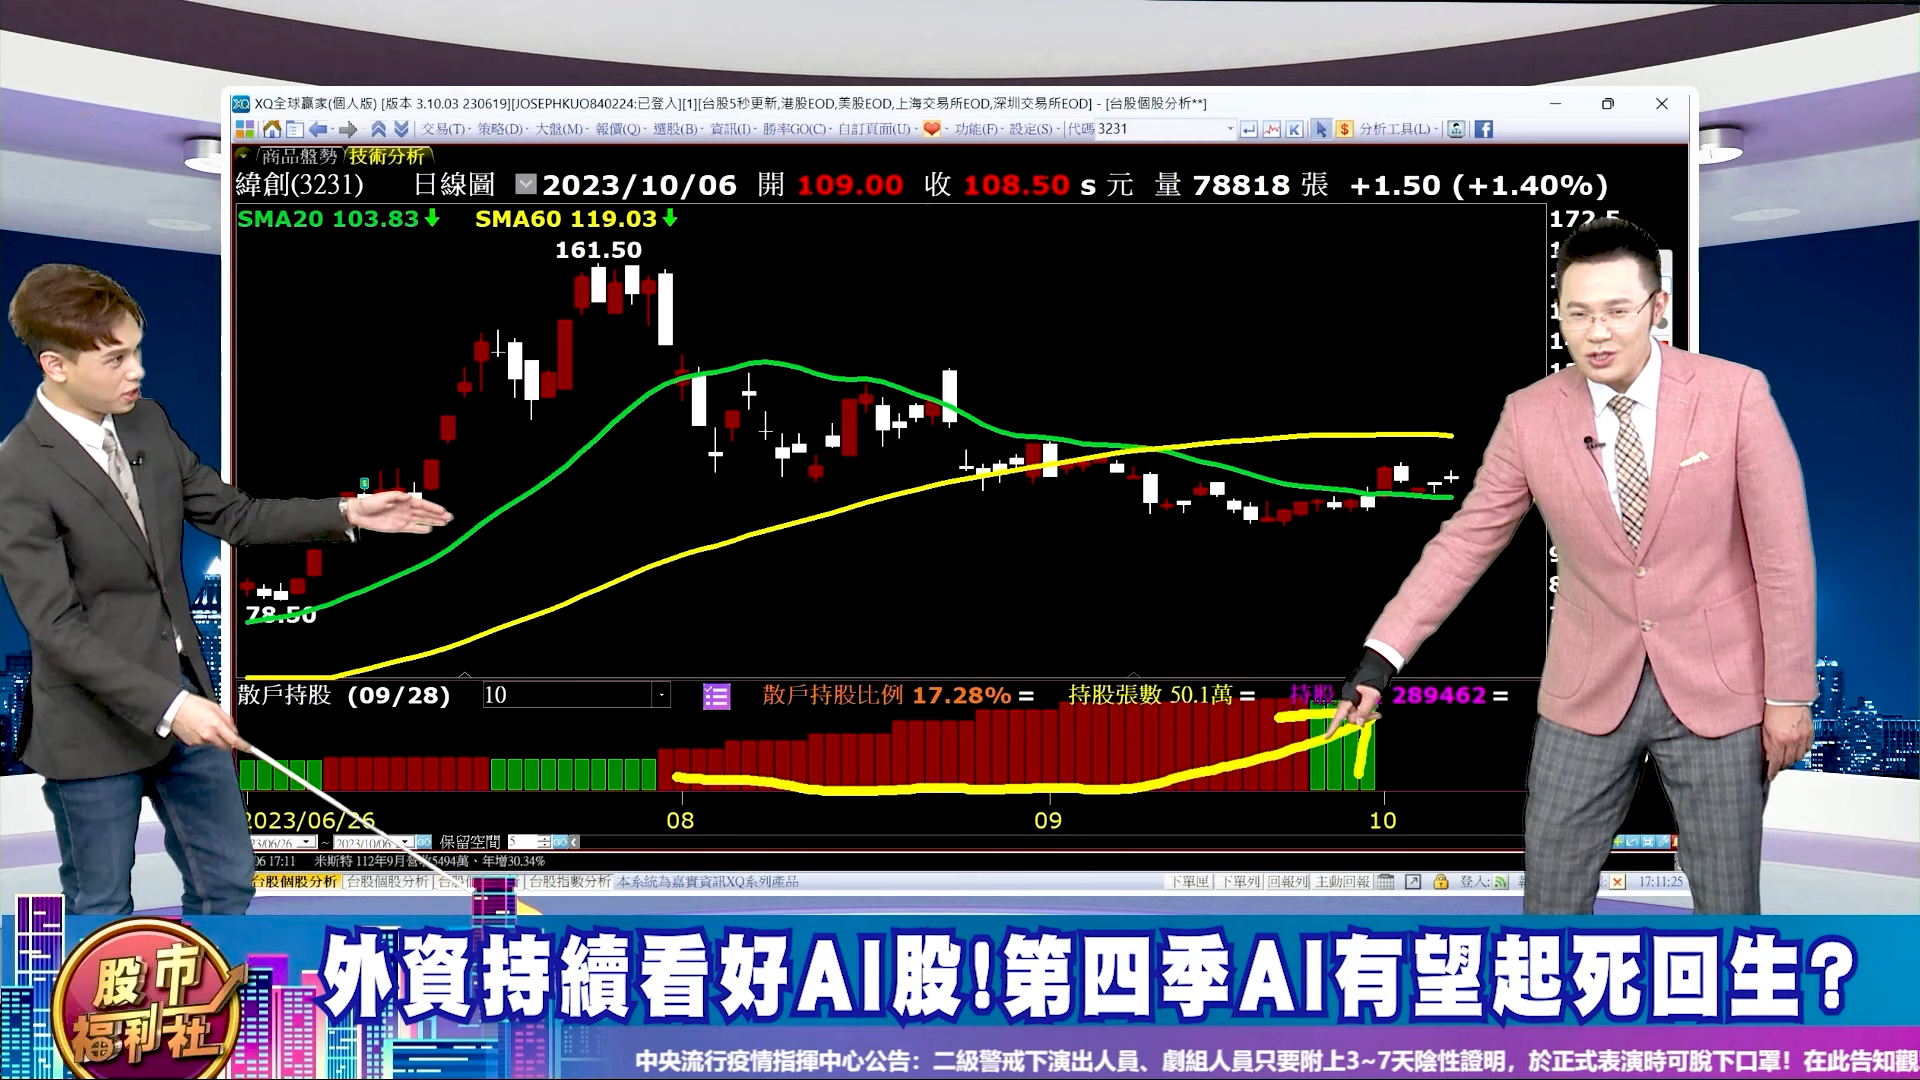 XQ全球贏家(個人版) [版本 3.10.03 230619][JOSEPHKUO840224:已登入][1][台股5秒更新,港股EOD,美股EOD,上海交易所EOD,深圳交易所EOD] - [台股個股分析**]
交易(T) 策略(D) 大盤(M) 報價(Q) 選股(B) 資訊(I) 勝率GO(C) 自訂頁面(U) 功能(F) 設定(S) 代碼 3231 分析工具(L)
商品盤勢 技術分析
緯創(3231) 日線圖 2023/10/06 開 109.00 收 108.50 s 元 量 78818 張 +1.50 (+1.40%)
SMA20 103.83 SMA60 119.03
172.5
161.50
78.50
散戶持股 (09/28) 10 散戶持股比例 17.28% = 持股張數 50.1萬 = 持股 289462 =
2023/06/26 08 09 10
23/06/26 ~ 2023/10/06 保留空間 5
06 17:11 米斯特 112年9月營收5494萬、年增30.34%
台股個股分析 台股個股分析 台股指數分析 本系統為嘉實資訊XQ系列產品 下單匣 下單列 回報列 主動回報 登入: 17:11:25
股市
福利社
外資持續看好AI股!第四季AI有望起死回生?
中央流行疫情指揮中心公告：二級警戒下演出人員、劇組人員只要附上3~7天陰性證明，於正式表演時可脫下口罩！在此告知觀